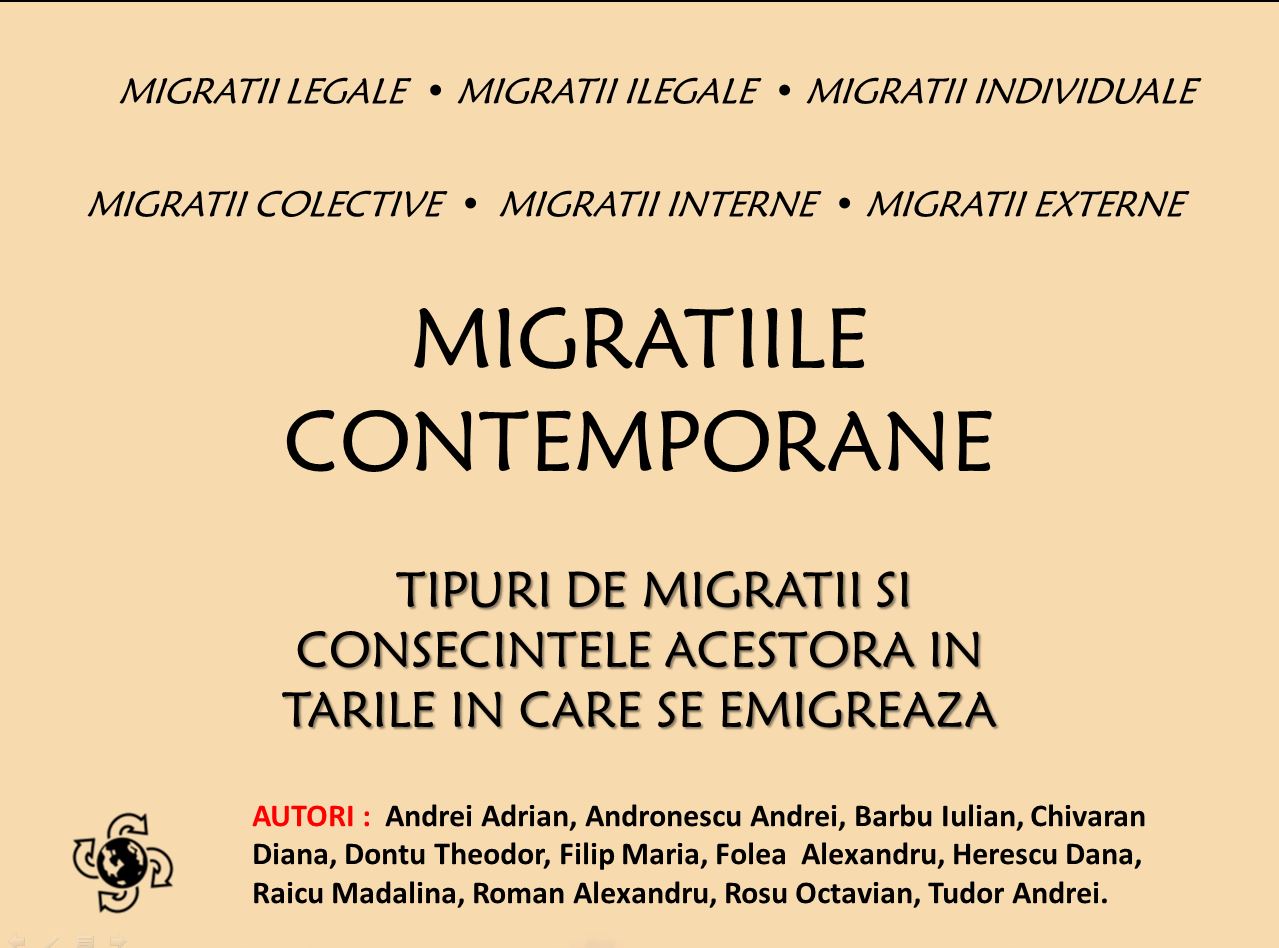 MIGRATII LEGALE • MIGRATII ILEGALE • MIGRATII INDIVIDUALE
MIGRATII COLECTIVE • MIGRATII INTERNE • MIGRATII EXTERNE
MIGRATIILE
CONTEMPORANE
TIPURI DE MIGRATII SI
CONSECINTELE ACESTORA IN
TARILE IN CARE SE EMIGREAZA
AUTORI : Andrei Adrian, Andronescu Andrei, Barbu Iulian, Chivaran
Diana, Dontu Theodor, Filip Maria, Folea Alexandru, Herescu Dana,
Raicu Madalina, Roman Alexandru, Rosu Octavian, Tudor Andrei.